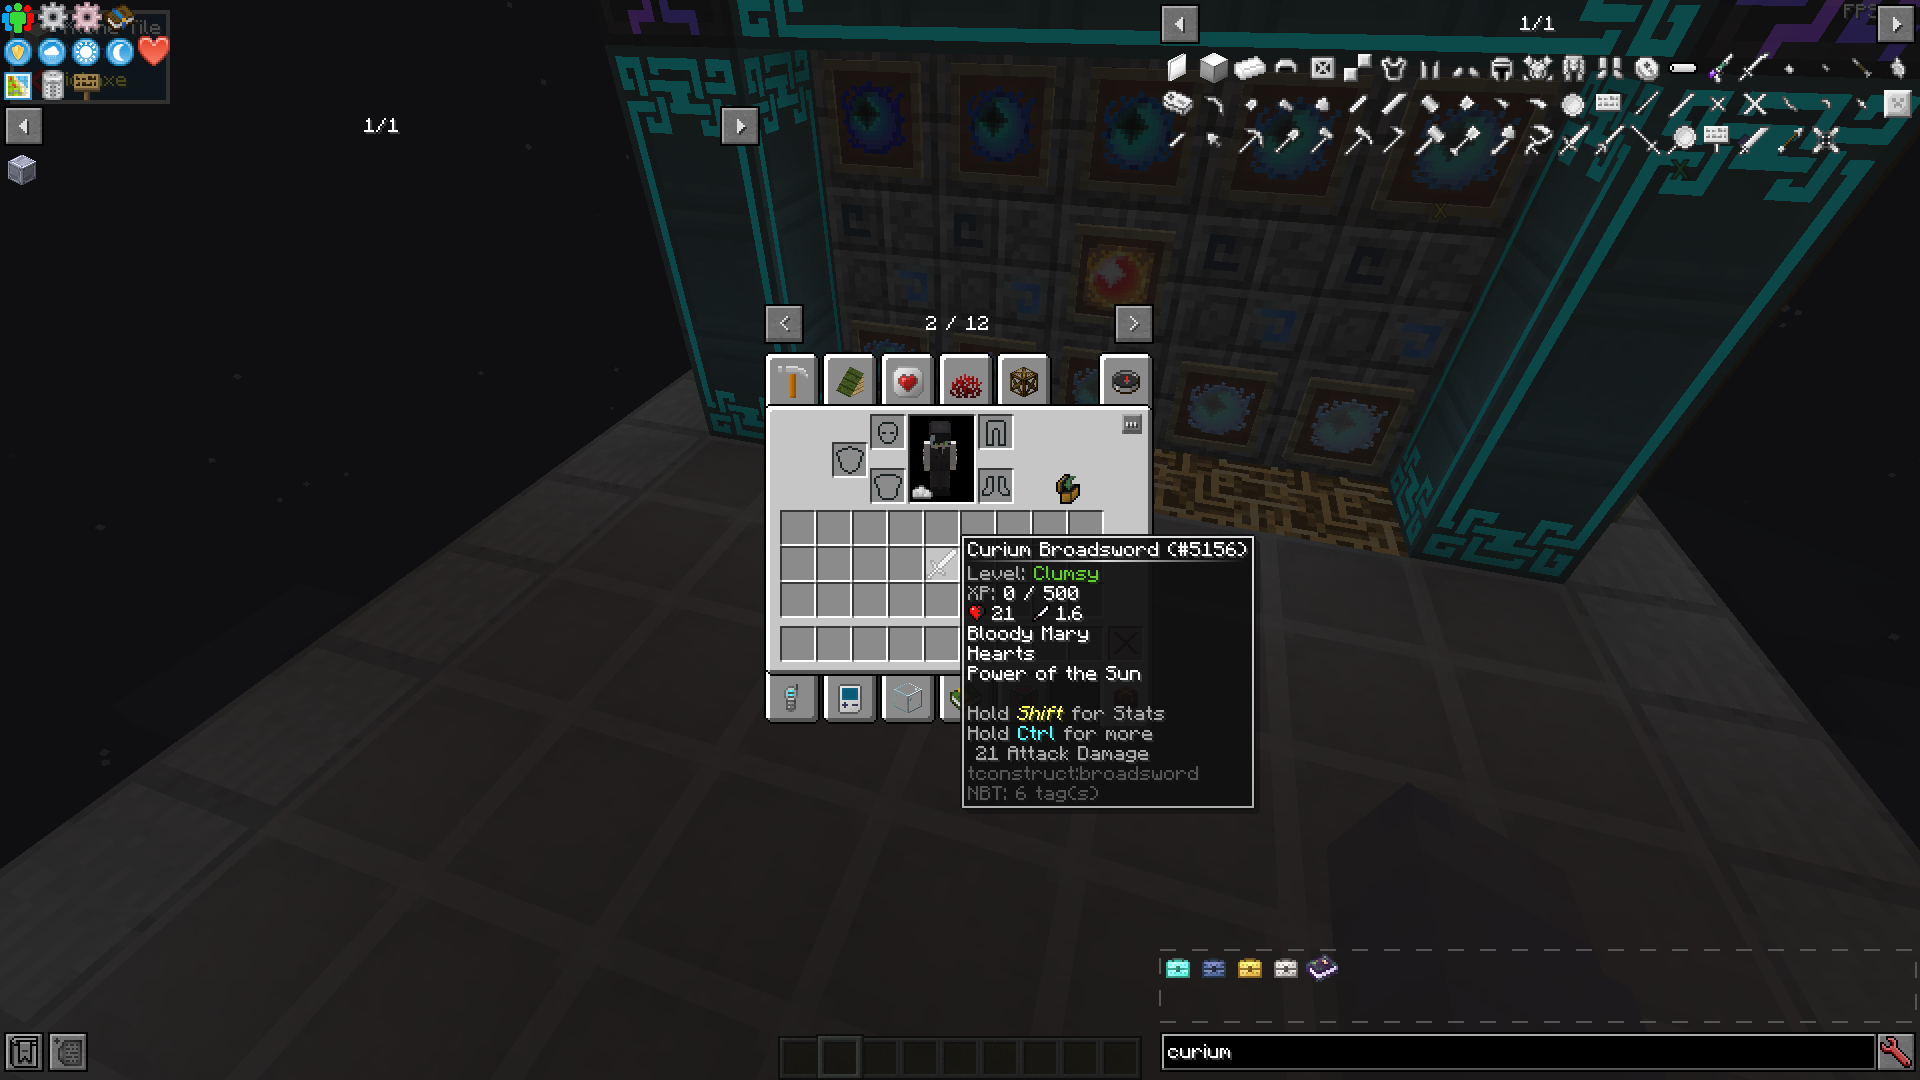 FPS
1/1
1/1
2 / 12
Curium Broadsword (#5156)
Level: Clumsy
XP: 0 / 500
21 1.6
Bloody Mary
Hearts
Power of the Sun
Hold Shift for Stats
Hold Ctrl for more
21 Attack Damage
tconstruct:broadsword
NBT: 6 tag(s)
curium